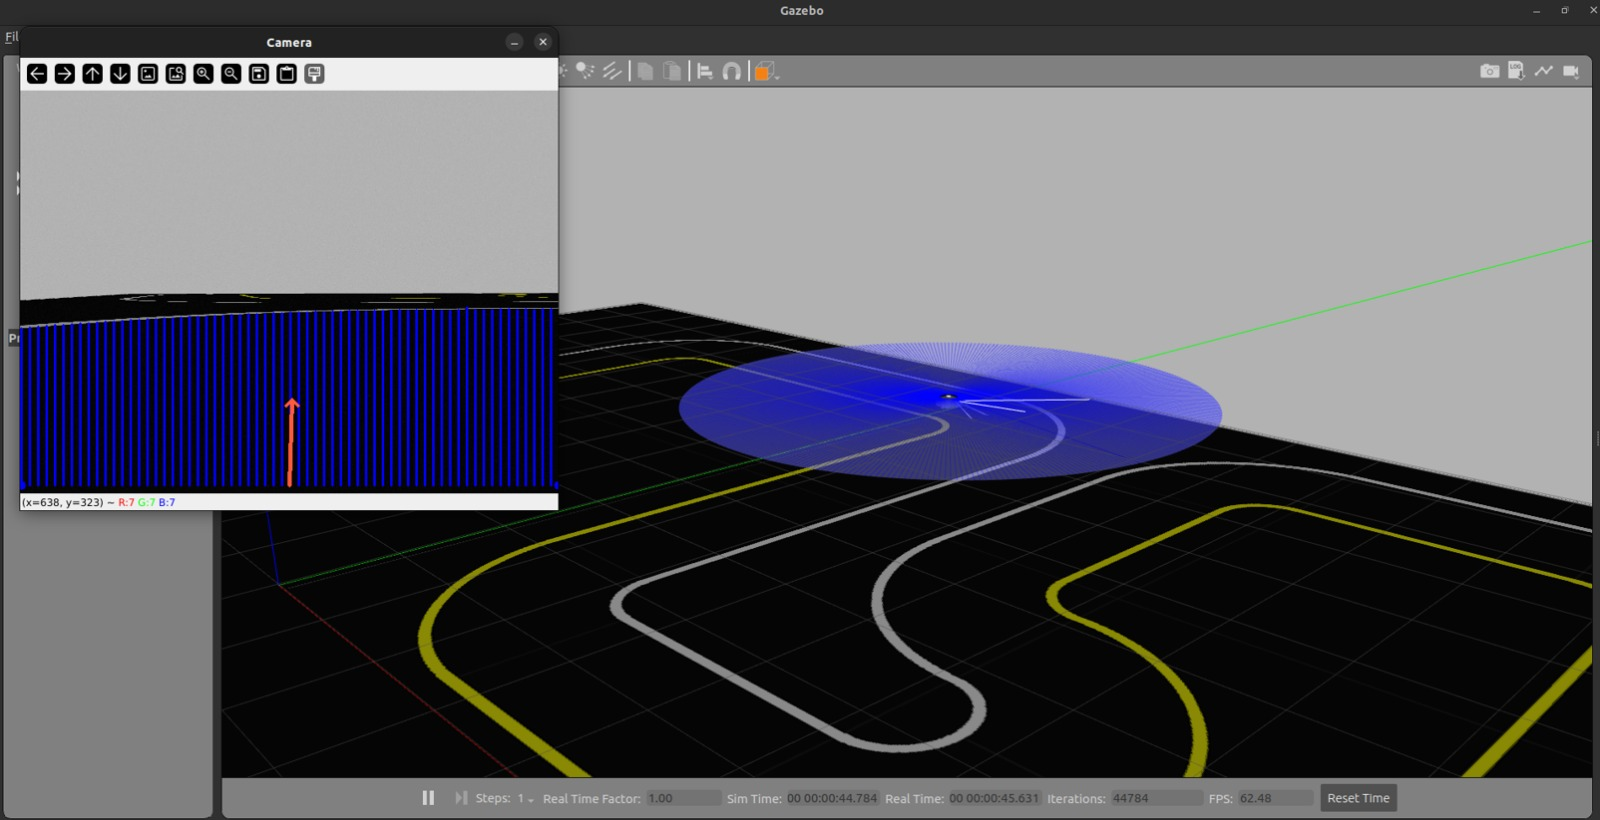 Gazebo
Fil
Camera
LOG
(x=638, y=323) ~ R:7 G:7 B:7
Steps: 1 Real Time Factor: 1.00 Sim Time: 00 00:00:44.784 Real Time: 00 00:00:45.631 Iterations: 44784 FPS: 62.48 Reset Time